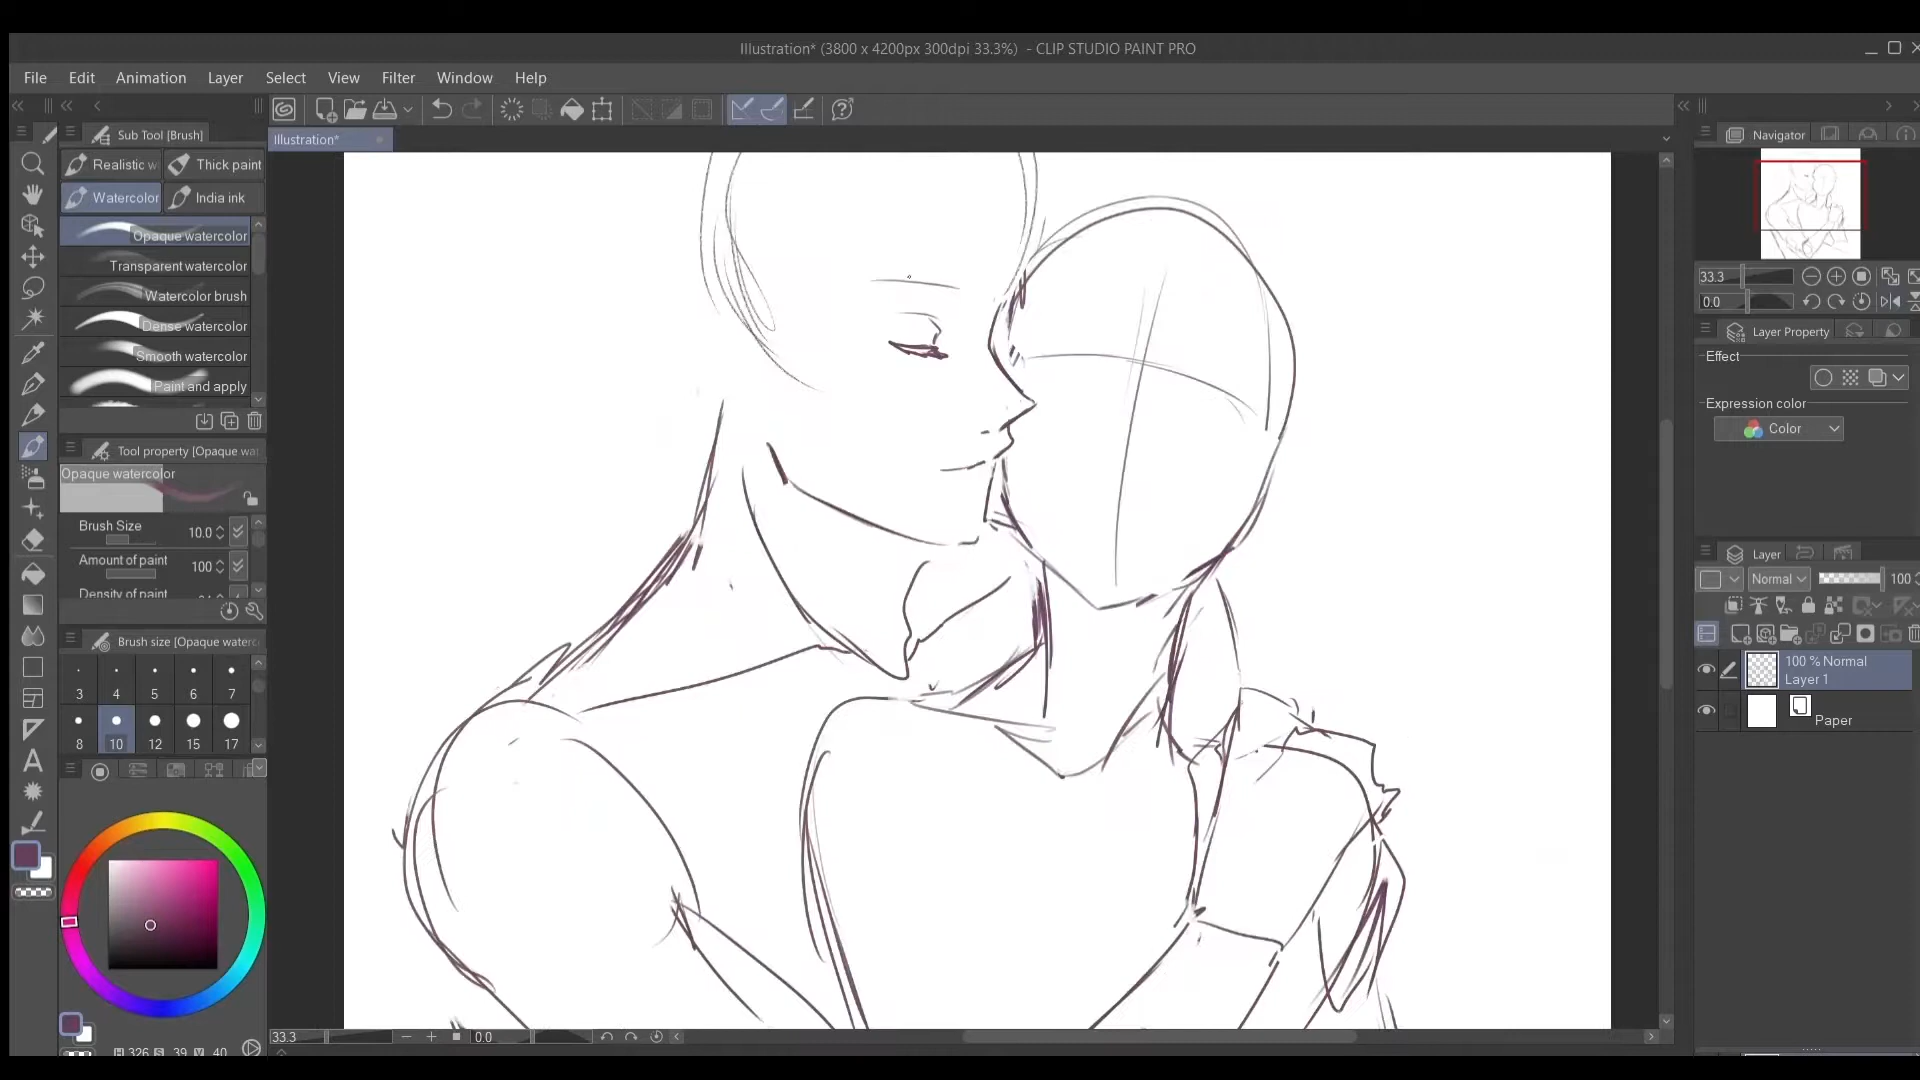 Illustration* (3800 x 4200px 300dpi 33.3%) - CLIP STUDIO PAINT PRO
File Edit Animation Layer Select View Filter Window Help
Sub Tool [Brush]
Illustration*
Navigator
Realistic w
Thick paint
Watercolor
India ink
Opaque watercolor
Transparent watercolor
Watercolor brush
Dense watercolor
Smooth watercolor
Paint and apply
33.3
0.0
Layer Property
Effect
Expression color
Color
Tool property [Opaque wa
Opaque watercolor
Brush Size 10.0
Amount of paint 100
Density of paint
Layer
Normal 100
Brush size [Opaque waterc
3 4 5 6 7
8 10 12 15 17
100 % Normal
Layer 1
Paper
33.3 0.0
H 326 S 39 V 40